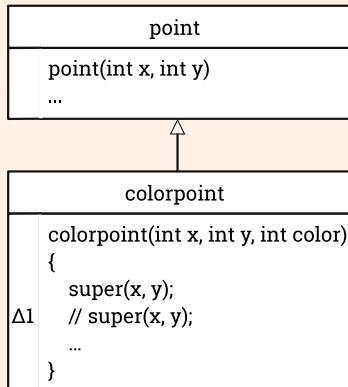 point
point(int x, int y)
...
colorpoint
colorpoint(int x, int y, int color)
{
super(x, y);
Δ1
// super(x, y);
...
}